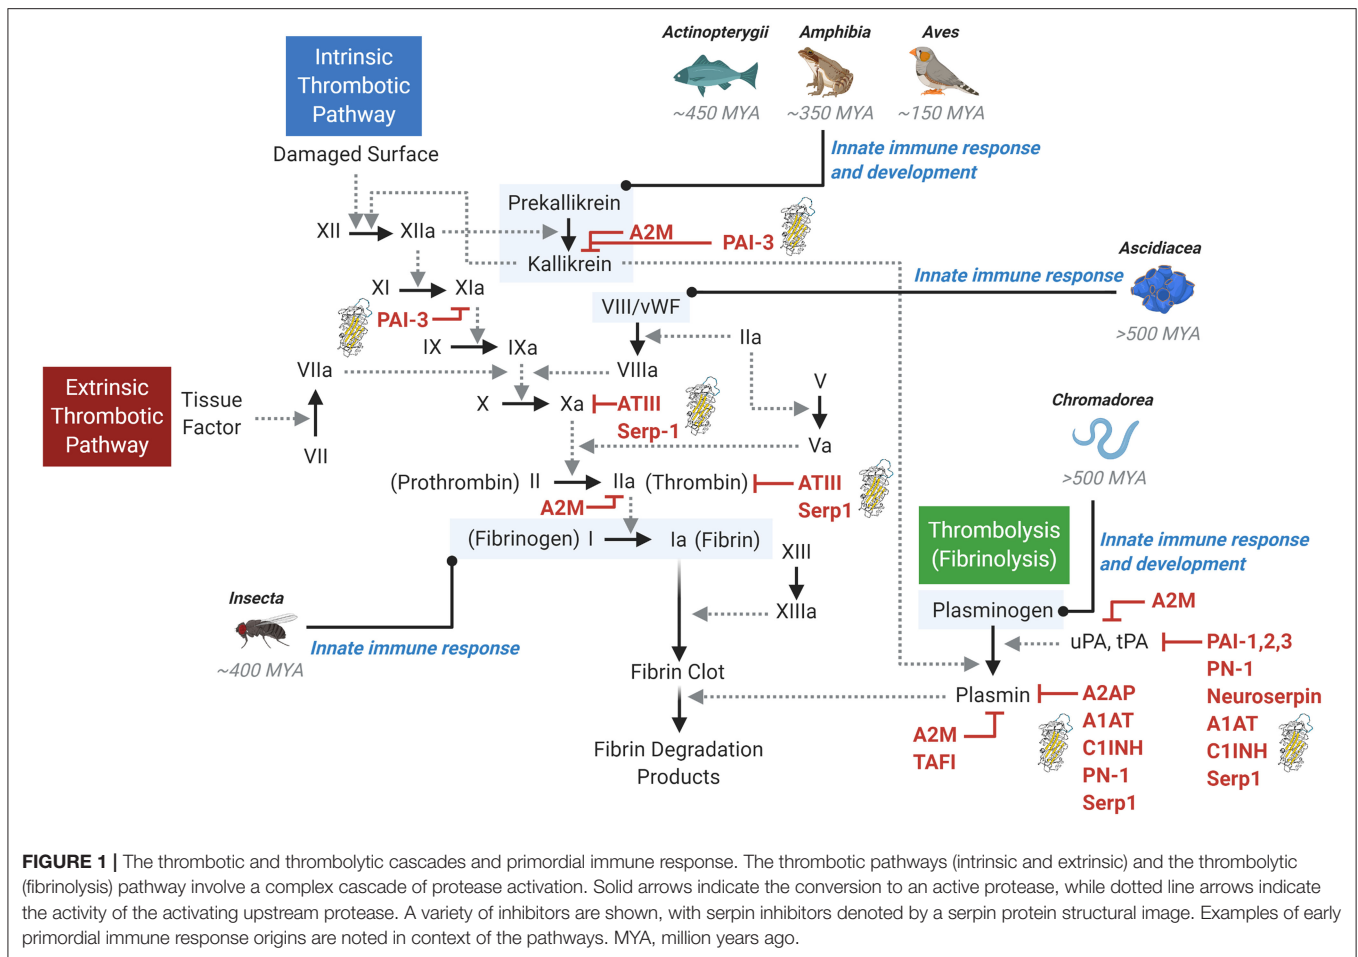 Actinopterygii
Amphibia
Aves
~450 MYA
~350 MYA
~150 MYA
Innate immune response
and development
Intrinsic
Thrombotic
Pathway
Damaged Surface
Prekallikrein
XII
XIIa
A2M
PAI-3
Kallikrein
Ascidiacea
Innate immune response
>500 MYA
XI
XIa
PAI-3
VIII/vWF
IX
IXa
IIa
VIIa
VIIIa
Extrinsic
Thrombotic
Pathway
Tissue
Factor
VII
X
Xa
ATIII
Serp-1
V
Va
Chromadorea
>500 MYA
(Prothrombin) II
IIa (Thrombin)
ATIII
Serp1
A2M
(Fibrinogen) I
Ia (Fibrin)
XIII
XIIIa
Thrombolysis
(Fibrinolysis)
Innate immune response
and development
Insecta
~400 MYA
Innate immune response
Plasminogen
A2M
uPA, tPA
PAI-1,2,3
PN-1
Neuroserpin
A1AT
C1INH
Serp1
Fibrin Clot
Plasmin
A2AP
A1AT
C1INH
PN-1
Serp1
A2M
TAFI
Fibrin Degradation
Products
FIGURE 1 | The thrombotic and thrombolytic cascades and primordial immune response. The thrombotic pathways (intrinsic and extrinsic) and the thrombolytic
(fibrinolysis) pathway involve a complex cascade of protease activation. Solid arrows indicate the conversion to an active protease, while dotted line arrows indicate
the activity of the activating upstream protease. A variety of inhibitors are shown, with serpin inhibitors denoted by a serpin protein structural image. Examples of early
primordial immune response origins are noted in context of the pathways. MYA, million years ago.